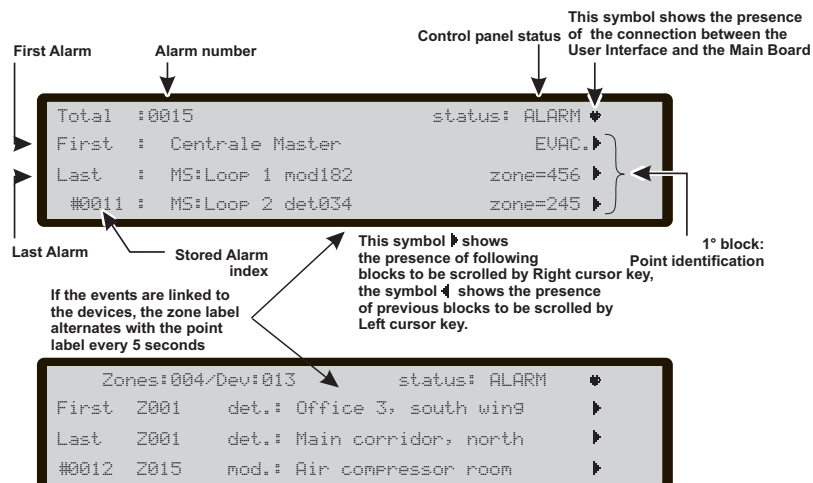 This symbol shows the presence
of the connection between the
User Interface and the Main Board
Control panel status
First Alarm
Alarm number
Total :0015 status: ALARM
First : Centrale Master EVAC.
Last : MS:Loop 1 mod182 zone=456
#0011 : MS:Loop 2 det034 zone=245
Last Alarm
Stored Alarm
index
This symbol shows
the presence of following
blocks to be scrolled by Right cursor key,
the symbol shows the presence
of previous blocks to be scrolled by
Left cursor key.
1° block:
Point identification
If the events are linked to
the devices, the zone label
alternates with the point
label every 5 seconds
Zones:004/Dev:013 status: ALARM
First Z001 det.: Office 3, south wing
Last Z001 det.: Main corridor, north
#0012 Z015 mod.: Air compressor room